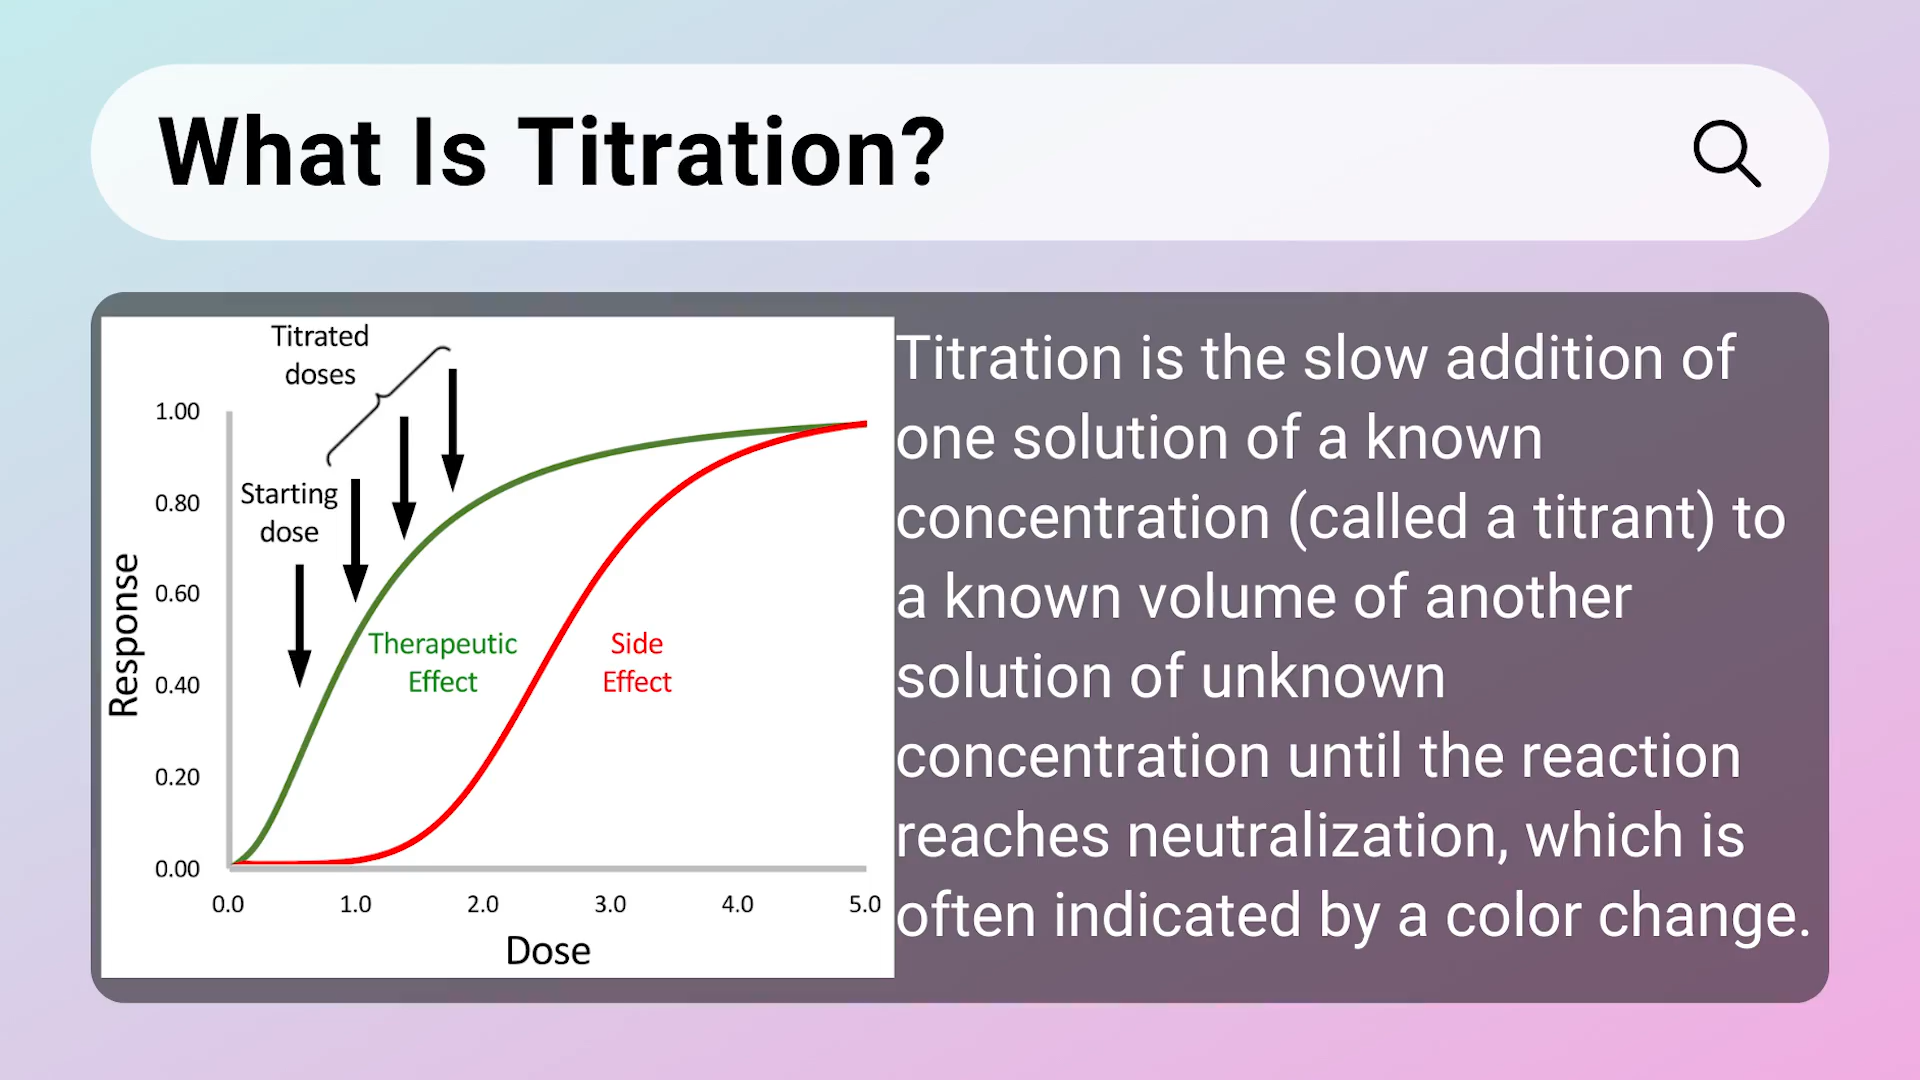 What Is Titration?
Titrated
doses
Starting
dose
1.00
0.80
0.60
0.40
0.20
0.00
Response
Therapeutic
Effect
Side
Effect
0.0 1.0 2.0 3.0 4.0 5.0
Dose
Titration is the slow addition of
one solution of a known
concentration (called a titrant) to
a known volume of another
solution of unknown
concentration until the reaction
reaches neutralization, which is
often indicated by a color change.